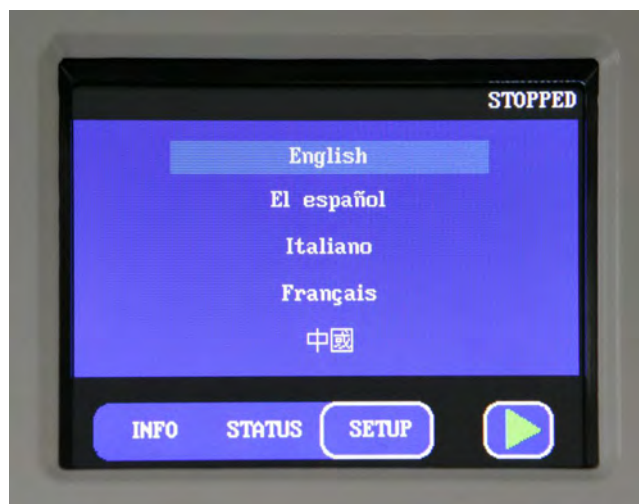 STOPPED
English
El español
Italiano
Français
中國
INFO STATUS SETUP